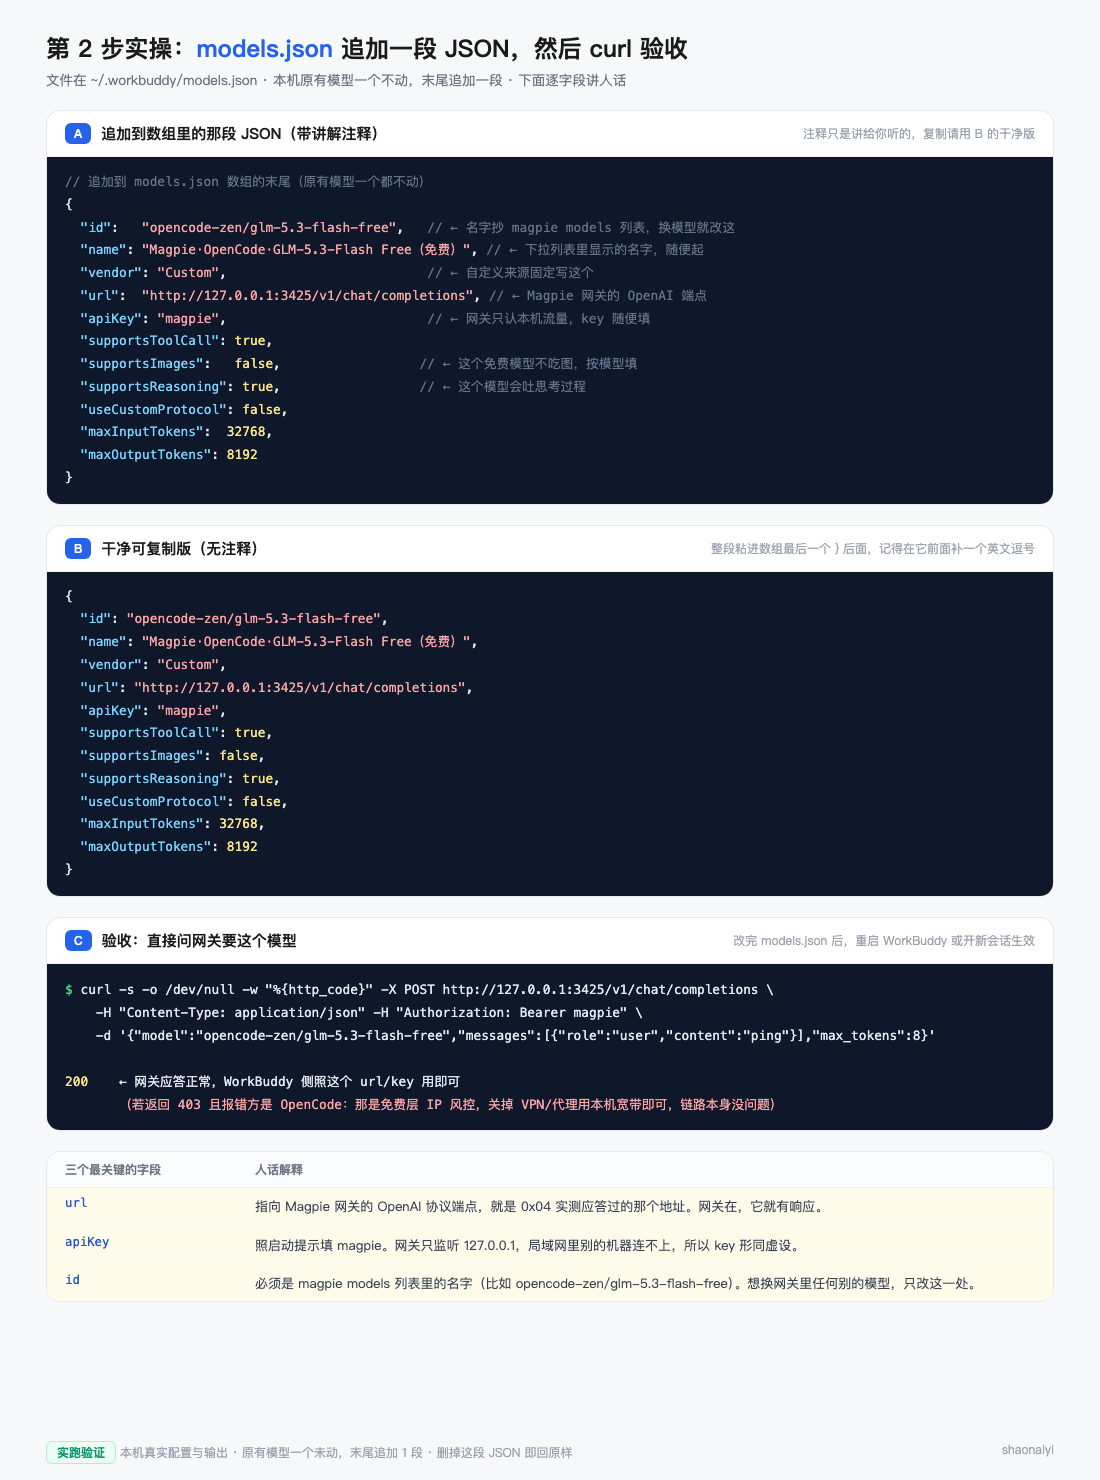 第 2 步实操：models.json 追加一段 JSON，然后 curl 验收
文件在 ~/.workbuddy/models.json · 本机原有模型一个不动，末尾追加一段 · 下面逐字段讲人话
A 追加到数组里的那段 JSON（带讲解注释） 注释只是讲给你听的，复制请用 B 的干净版
// 追加到 models.json 数组的末尾（原有模型一个都不动）
{
"id": "opencode-zen/glm-5.3-flash-free", // ← 名字抄 magpie models 列表，换模型就改这
"name": "Magpie·OpenCode·GLM-5.3-Flash Free（免费）", // ← 下拉列表里显示的名字，随便起
"vendor": "Custom", // ← 自定义来源固定写这个
"url": "http://127.0.0.1:3425/v1/chat/completions", // ← Magpie 网关的 OpenAI 端点
"apiKey": "magpie", // ← 网关只认本机流量，key 随便填
"supportsToolCall": true,
"supportsImages": false, // ← 这个免费模型不吃图，按模型填
"supportsReasoning": true, // ← 这个模型会吐思考过程
"useCustomProtocol": false,
"maxInputTokens": 32768,
"maxOutputTokens": 8192
}
B 干净可复制版（无注释） 整段粘进数组最后一个 } 后面，记得在它前面补一个英文逗号
{
"id": "opencode-zen/glm-5.3-flash-free",
"name": "Magpie·OpenCode·GLM-5.3-Flash Free（免费）",
"vendor": "Custom",
"url": "http://127.0.0.1:3425/v1/chat/completions",
"apiKey": "magpie",
"supportsToolCall": true,
"supportsImages": false,
"supportsReasoning": true,
"useCustomProtocol": false,
"maxInputTokens": 32768,
"maxOutputTokens": 8192
}
C 验收：直接问网关要这个模型 改完 models.json 后，重启 WorkBuddy 或开新会话生效
$ curl -s -o /dev/null -w "%{http_code}" -X POST http://127.0.0.1:3425/v1/chat/completions \
-H "Content-Type: application/json" -H "Authorization: Bearer magpie" \
-d '{"model":"opencode-zen/glm-5.3-flash-free","messages":[{"role":"user","content":"ping"}],"max_tokens":8}'
200 ← 网关应答正常，WorkBuddy 侧照这个 url/key 用即可
（若返回 403 且报错方是 OpenCode：那是免费层 IP 风控，关掉 VPN/代理用本机宽带即可，链路本身没问题）
三个最关键的字段 人话解释
url 指向 Magpie 网关的 OpenAI 协议端点，就是 0x04 实测应答过的那个地址。网关在，它就有响应。
apiKey 照启动提示填 magpie。网关只监听 127.0.0.1，局域网里别的机器连不上，所以 key 形同虚设。
id 必须是 magpie models 列表里的名字（比如 opencode-zen/glm-5.3-flash-free）。想换网关里任何别的模型，只改这一处。
实跑验证 本机真实配置与输出 · 原有模型一个未动，末尾追加 1 段 · 删掉这段 JSON 即回原样
shaonaiyi